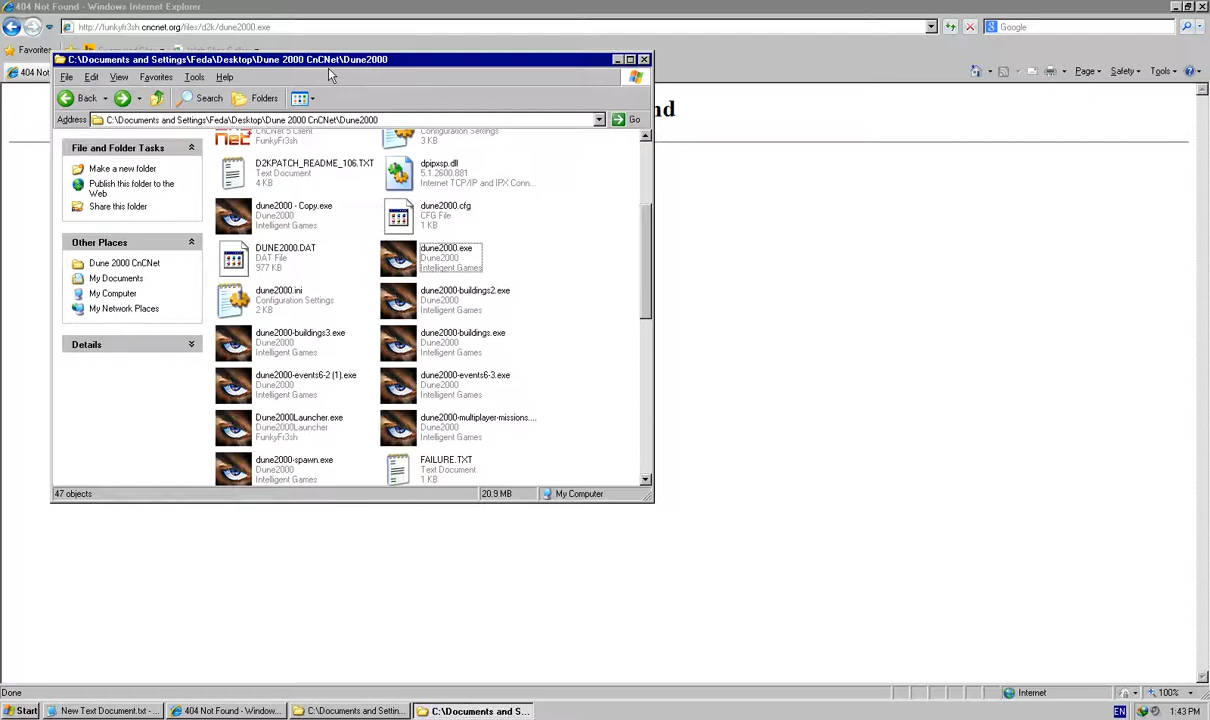 404 Not Found - Windows Internet Explorer
http://funkyfr3sh.cncnet.org/files/d2k/dune2000.exe
Google
Favorites
404 Not
Page
Safety
Tools
nd
C:\Documents and Settings\Feda\Desktop\Dune 2000 CnCNet\Dune2000
File Edit View Favorites Tools Help
Back Search Folders
Address C:\Documents and Settings\Feda\Desktop\Dune 2000 CnCNet\Dune2000 Go
File and Folder Tasks
Make a new folder
Publish this folder to the
Web
Share this folder
Other Places
Dune 2000 CnCNet
My Documents
My Computer
My Network Places
Details
CnCNet 5 Client
FunkyFr3sh
Configuration Settings
3 KB
D2KPATCH_README_106.TXT
Text Document
4 KB
dpipxsp.dll
5.1.2600.881
Internet TCP/IP and IPX Conn...
dune2000 - Copy.exe
Dune2000
Intelligent Games
dune2000.cfg
CFG File
1 KB
DUNE2000.DAT
DAT File
977 KB
dune2000.exe
Dune2000
Intelligent Games
dune2000.ini
Configuration Settings
2 KB
dune2000-buildings2.exe
Dune2000
Intelligent Games
dune2000-buildings3.exe
Dune2000
Intelligent Games
dune2000-buildings.exe
Dune2000
Intelligent Games
dune2000-events6-2 (1).exe
Dune2000
Intelligent Games
dune2000-events6-3.exe
Dune2000
Intelligent Games
Dune2000Launcher.exe
Dune2000Launcher
FunkyFr3sh
dune2000-multiplayer-missions....
Dune2000
Intelligent Games
dune2000-spawn.exe
Dune2000
Intelligent Games
FAILURE.TXT
Text Document
1 KB
47 objects 20.9 MB My Computer
Done Internet 100%
Start New Text Document.txt - ... 404 Not Found - Window... C:\Documents and Settin... C:\Documents and S... EN 1:43 PM